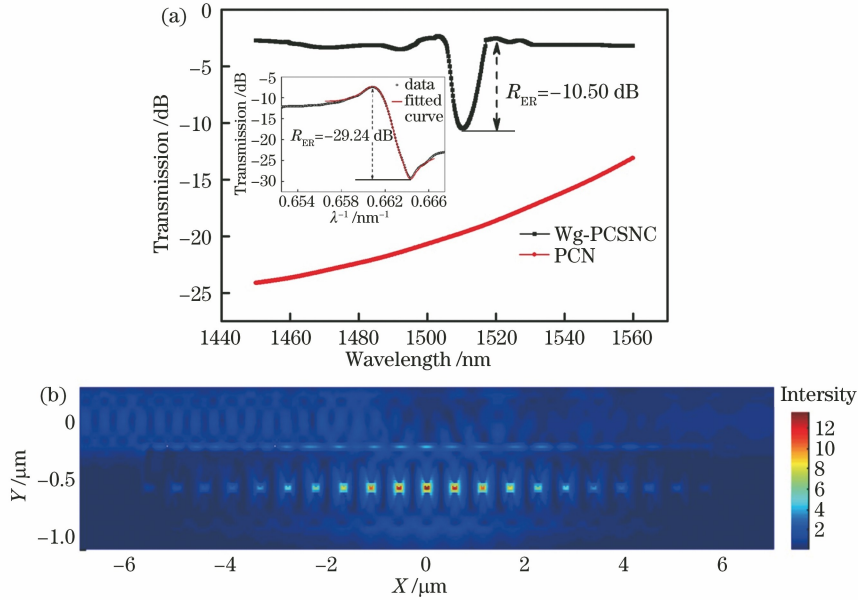 (a)
0
−5
−10
−15
−20
−25
Transmission /dB
R_ER=−10.50 dB
−5
−10
−15
−20
−25
−30
Transmission/dB
data
fitted
curve
R_ER=−29.24 dB
0.654 0.658 0.662 0.666
λ⁻¹ /nm⁻¹
Wg-PCSNC
PCN
1440 1460 1480 1500 1520 1540 1560
Wavelength /nm
(b)
0
−0.5
−1.0
Y /μm
−6 −4 −2 0 2 4 6
X /μm
Intersity
12
10
8
6
4
2